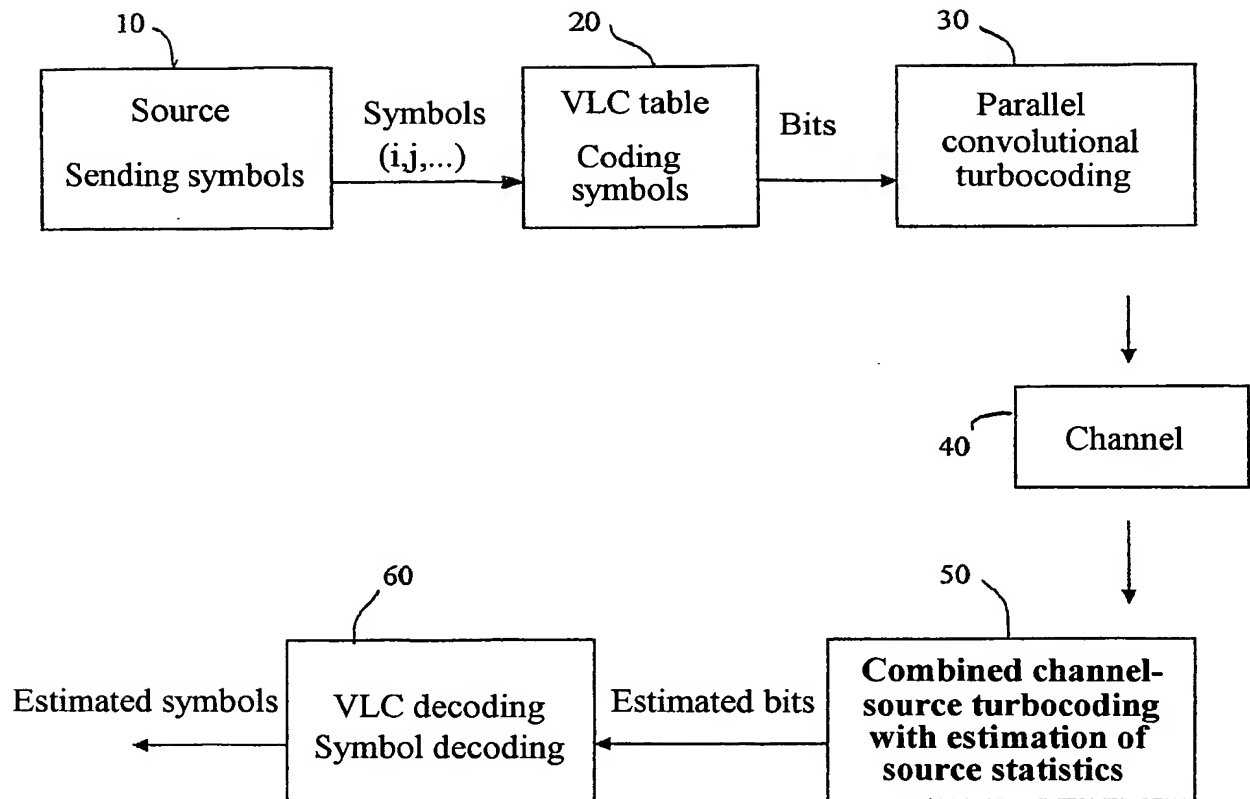 10
20
30
Source
Sending symbols
Symbols
(i,j,...)
VLC table
Coding
symbols
Bits
Parallel
convolutional
turbocoding
40
Channel
60
50
Estimated symbols
VLC decoding
Symbol decoding
Estimated bits
Combined channel-
source turbocoding
with estimation of
source statistics